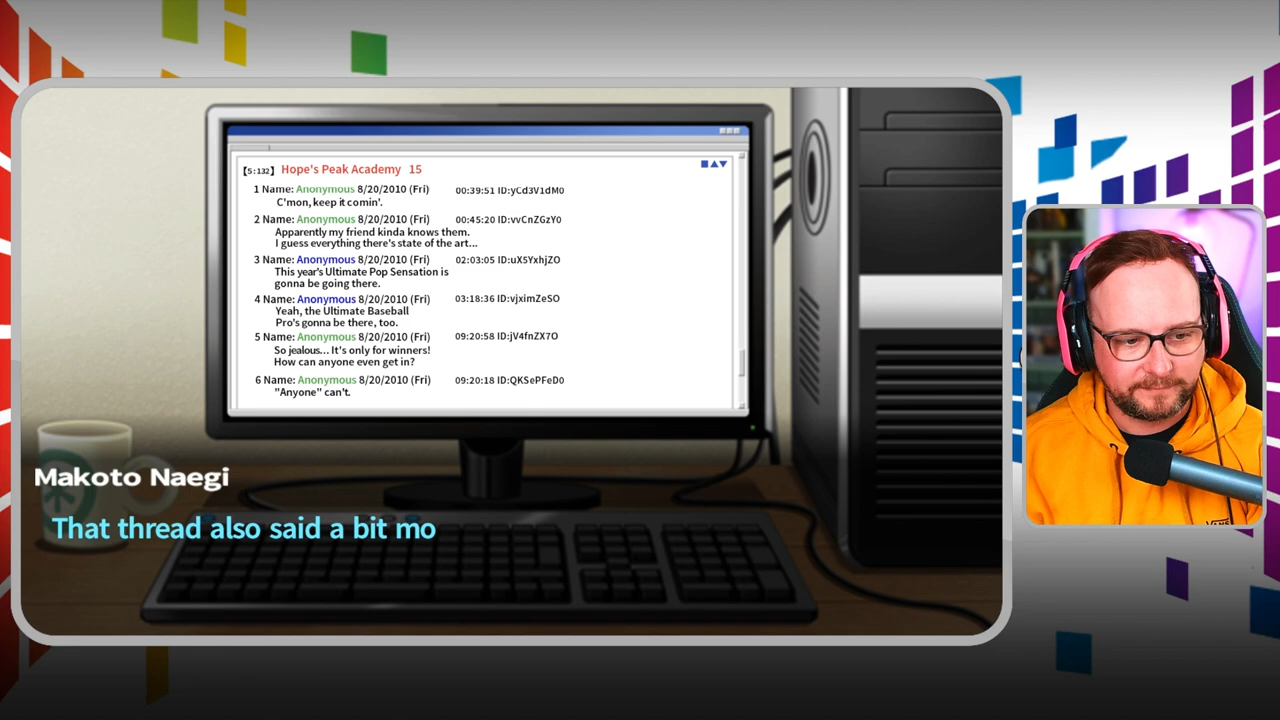 【5:132】 Hope's Peak Academy 15
1 Name: Anonymous 8/20/2010 (Fri) 00:39:51 ID:yCd3V1dM0
C'mon, keep it comin'.
2 Name: Anonymous 8/20/2010 (Fri) 00:45:20 ID:vvCnZGzY0
Apparently my friend kinda knows them.
I guess everything there's state of the art...
3 Name: Anonymous 8/20/2010 (Fri) 02:03:05 ID:uX5YxhjZO
This year's Ultimate Pop Sensation is
gonna be going there.
4 Name: Anonymous 8/20/2010 (Fri) 03:18:36 ID:vjximZeSO
Yeah, the Ultimate Baseball
Pro's gonna be there, too.
5 Name: Anonymous 8/20/2010 (Fri) 09:20:58 ID:jV4fnZX7O
So jealous... It's only for winners!
How can anyone even get in?
6 Name: Anonymous 8/20/2010 (Fri) 09:20:18 ID:QKSePFeD0
"Anyone" can't.
Makoto Naegi
That thread also said a bit mo